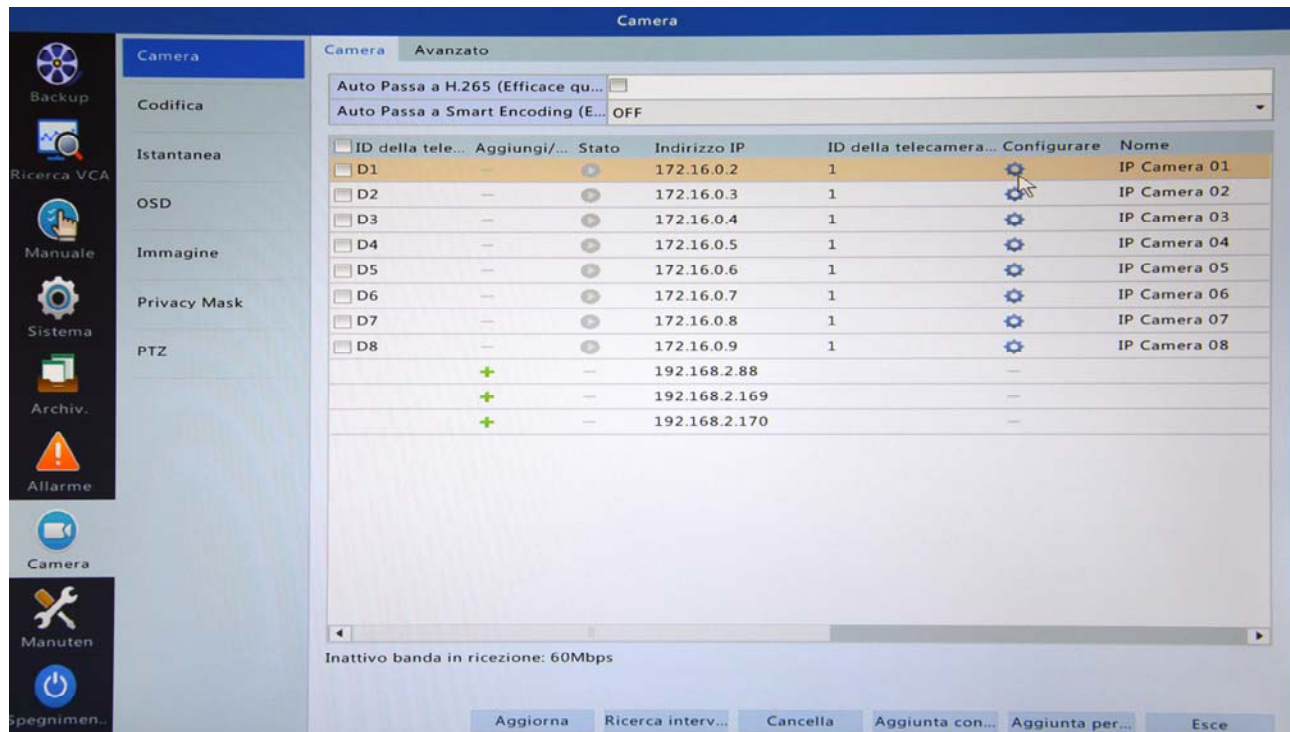 Camera
Backup
Ricerca VCA
Manuale
Sistema
Archiv.
Allarme
Camera
Manuten
Spegnimen..
Camera
Codifica
Istantanea
OSD
Immagine
Privacy Mask
PTZ
Camera Avanzato
Auto Passa a H.265 (Efficace qu...
Auto Passa a Smart Encoding (E... OFF
ID della tele... Aggiungi/... Stato Indirizzo IP ID della telecamera... Configurare Nome
D1 — 172.16.0.2 1 IP Camera 01
D2 — 172.16.0.3 1 IP Camera 02
D3 — 172.16.0.4 1 IP Camera 03
D4 — 172.16.0.5 1 IP Camera 04
D5 — 172.16.0.6 1 IP Camera 05
D6 — 172.16.0.7 1 IP Camera 06
D7 — 172.16.0.8 1 IP Camera 07
D8 — 172.16.0.9 1 IP Camera 08
+ — 192.168.2.88 —
+ — 192.168.2.169 —
+ — 192.168.2.170 —
Inattivo banda in ricezione: 60Mbps
Aggiorna Ricerca interv... Cancella Aggiunta con... Aggiunta per... Esce